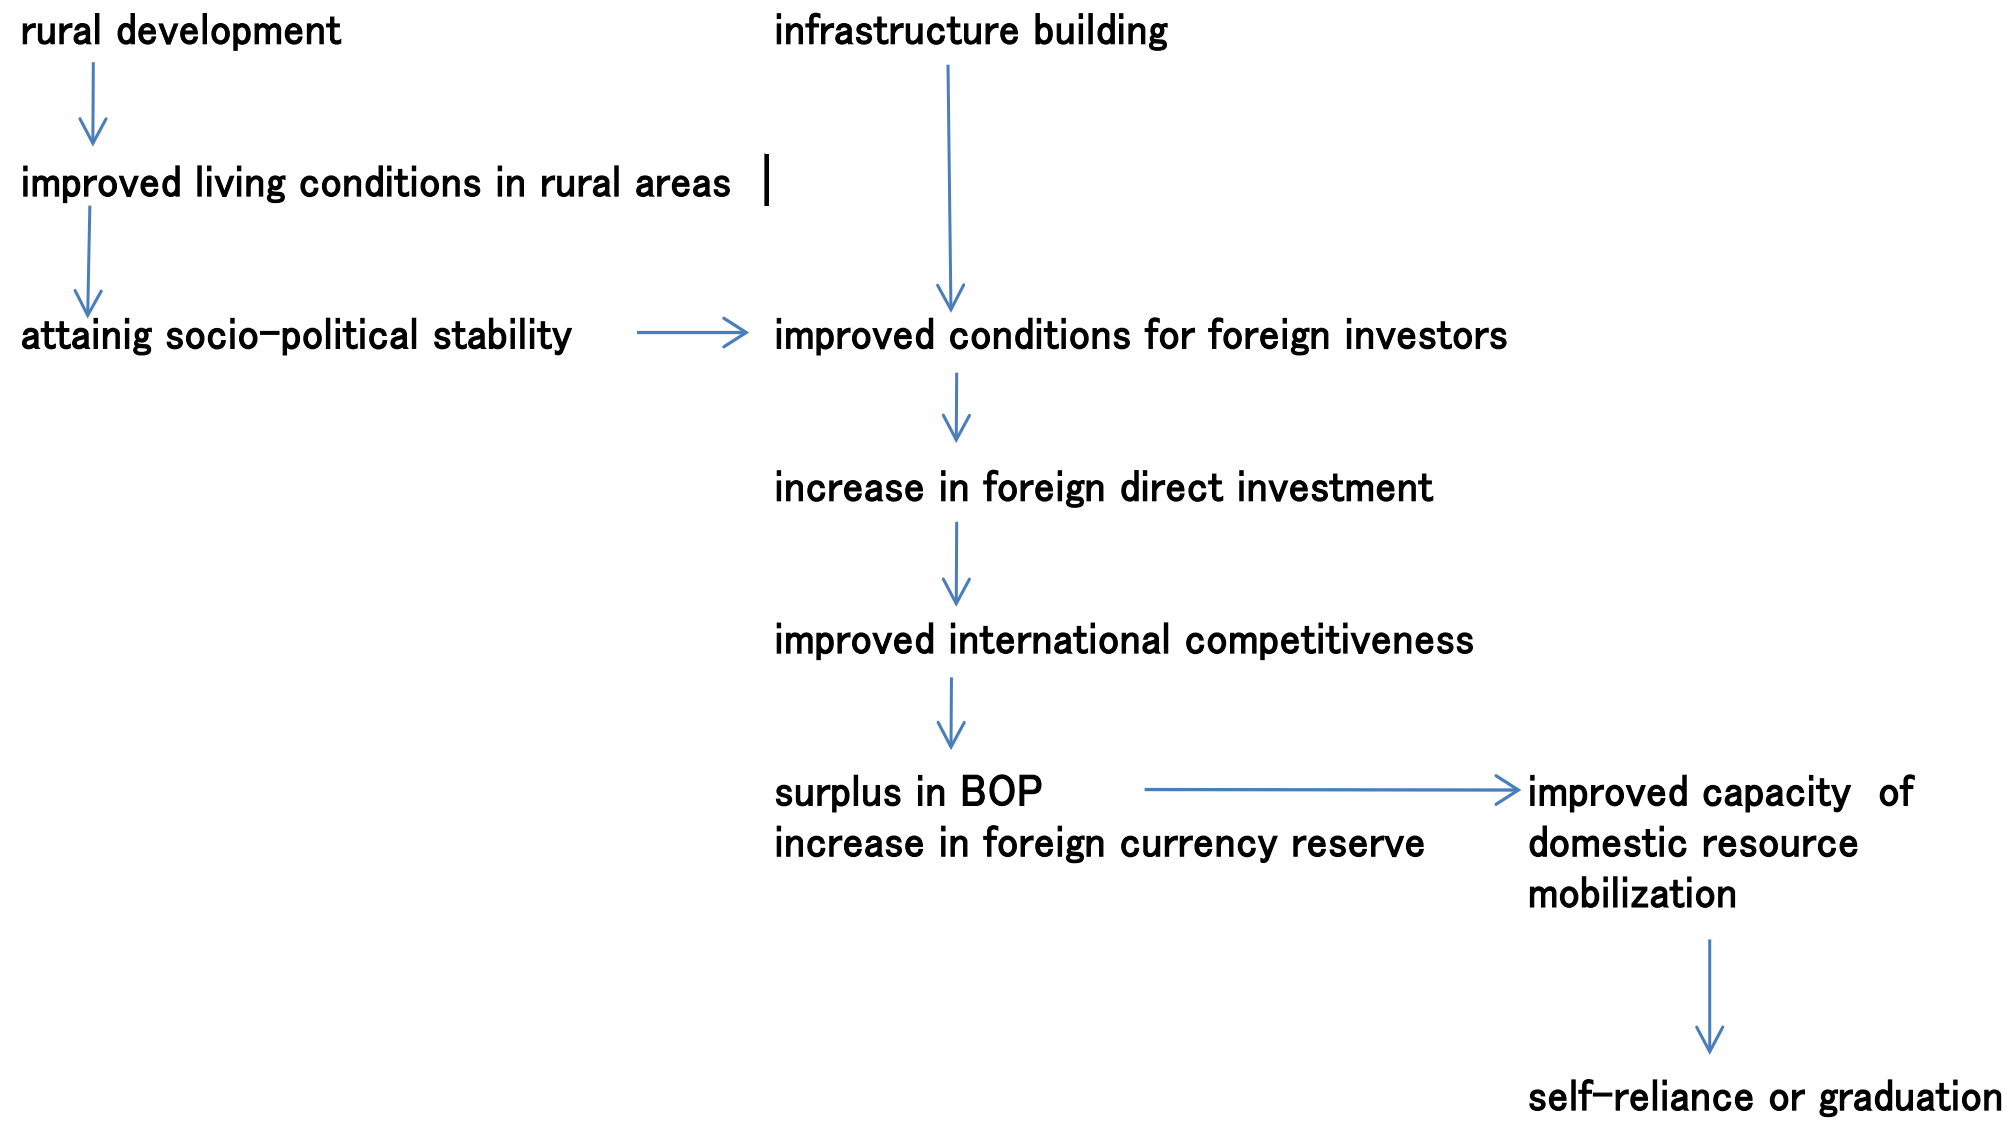 rural development
infrastructure building
improved living conditions in rural areas
attainig socio-political stability
improved conditions for foreign investors
increase in foreign direct investment
improved international competitiveness
surplus in BOP
increase in foreign currency reserve
improved capacity of
domestic resource
mobilization
self-reliance or graduation